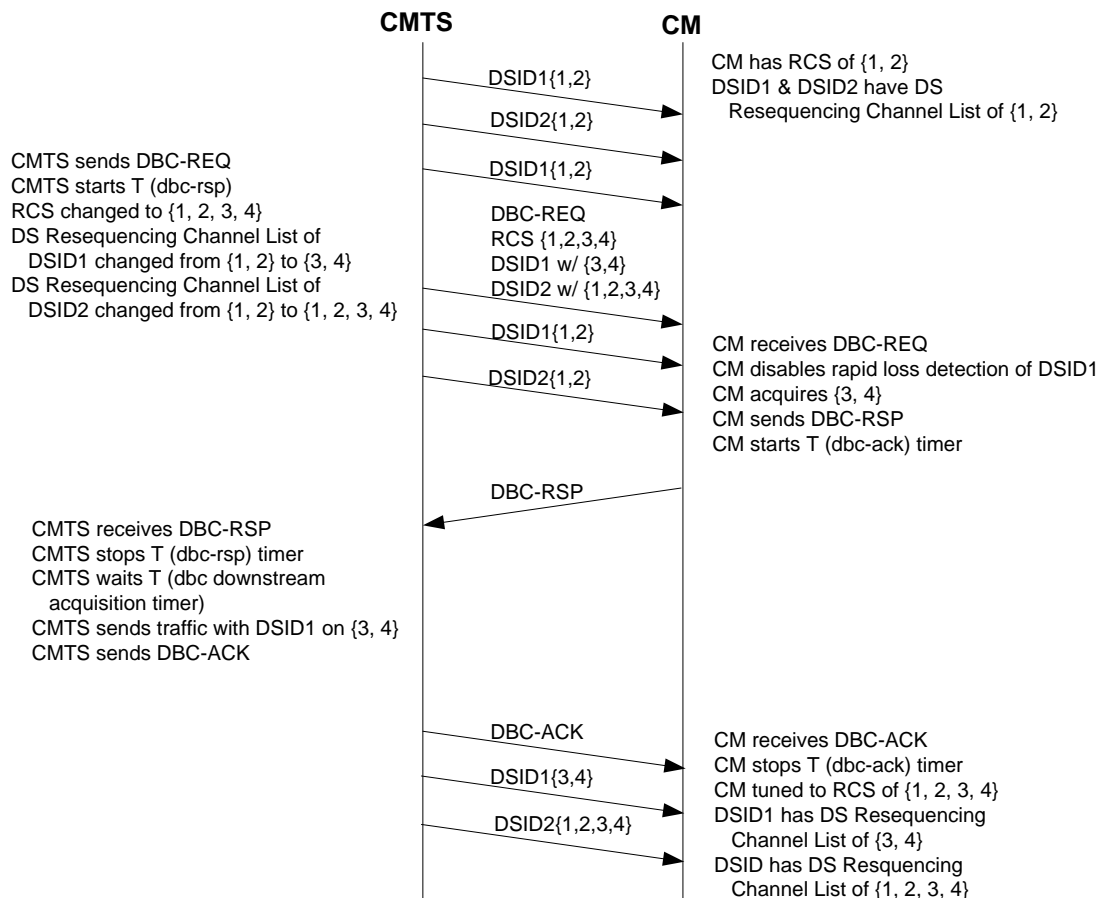 CMTS
CM
CM has RCS of {1, 2}
DSID1 & DSID2 have DS
Resequencing Channel List of {1, 2}
DSID1{1,2}
DSID2{1,2}
DSID1{1,2}
CMTS sends DBC-REQ
CMTS starts T (dbc-rsp)
RCS changed to {1, 2, 3, 4}
DS Resequencing Channel List of
DSID1 changed from {1, 2} to {3, 4}
DS Resequencing Channel List of
DSID2 changed from {1, 2} to {1, 2, 3, 4}
DBC-REQ
RCS {1,2,3,4}
DSID1 w/ {3,4}
DSID2 w/ {1,2,3,4}
DSID1{1,2}
DSID2{1,2}
CM receives DBC-REQ
CM disables rapid loss detection of DSID1
CM acquires {3, 4}
CM sends DBC-RSP
CM starts T (dbc-ack) timer
DBC-RSP
CMTS receives DBC-RSP
CMTS stops T (dbc-rsp) timer
CMTS waits T (dbc downstream
acquisition timer)
CMTS sends traffic with DSID1 on {3, 4}
CMTS sends DBC-ACK
DBC-ACK
DSID1{3,4}
DSID2{1,2,3,4}
CM receives DBC-ACK
CM stops T (dbc-ack) timer
CM tuned to RCS of {1, 2, 3, 4}
DSID1 has DS Resequencing
Channel List of {3, 4}
DSID has DS Resquencing
Channel List of {1, 2, 3, 4}